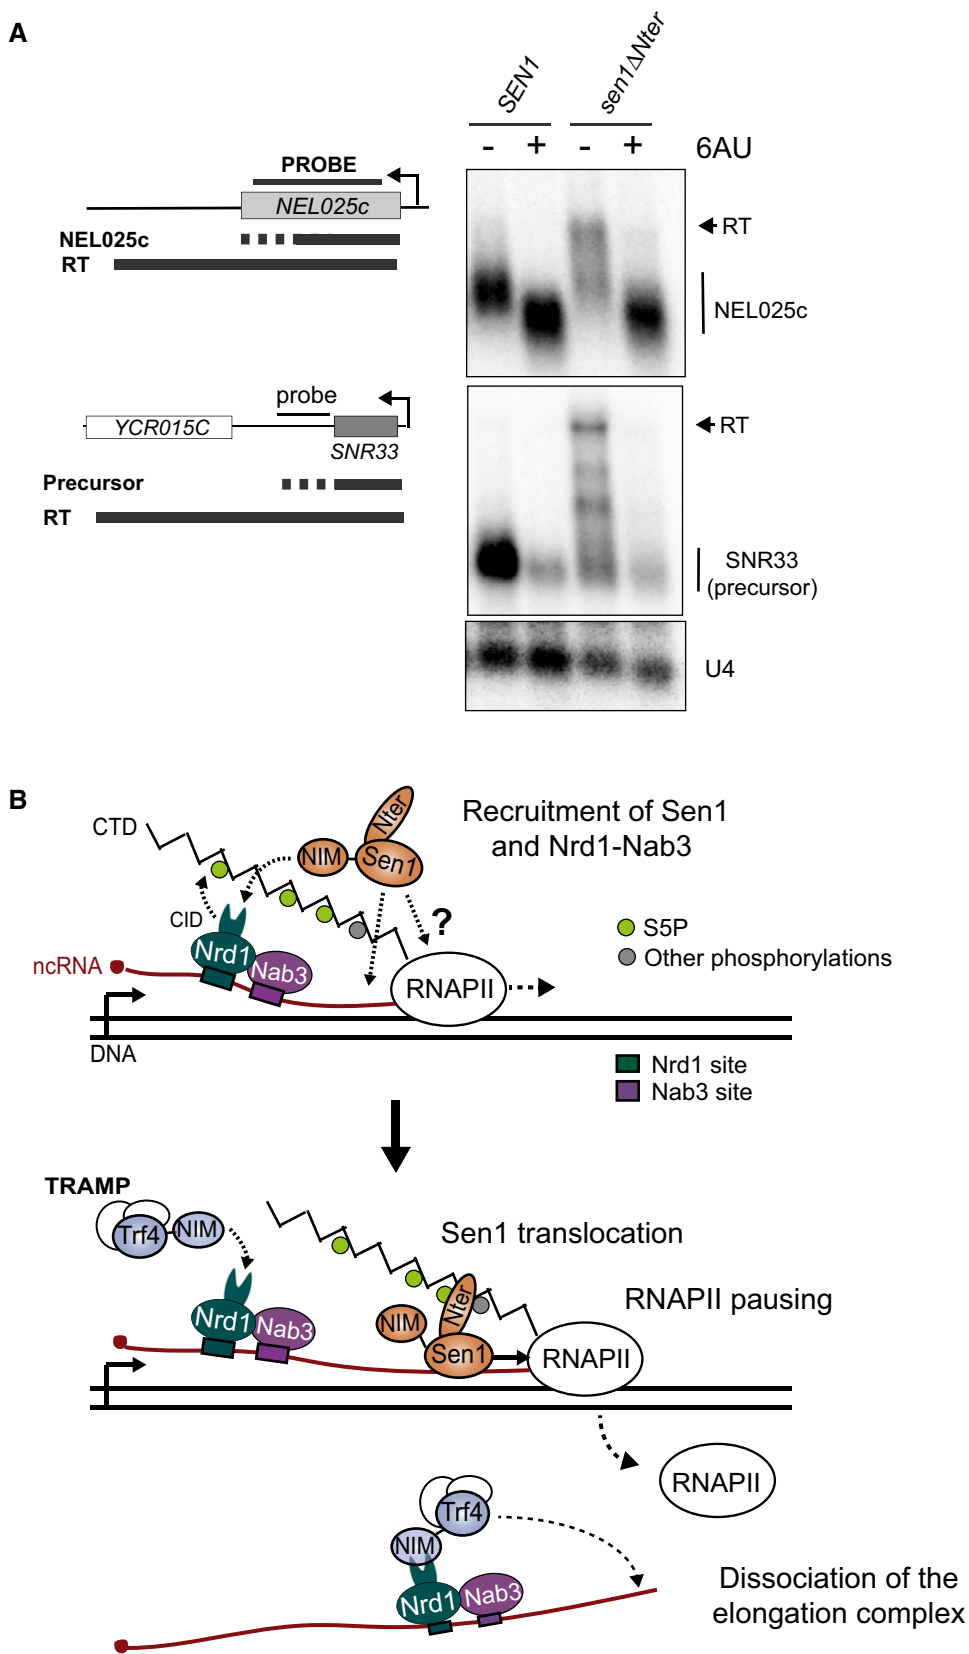 A
SEN1
sen1ΔNter
- + - + 6AU
PROBE
NEL025c
NEL025c
RT
RT
NEL025c
probe
YCR015C
SNR33
Precursor
RT
RT
SNR33
(precursor)
U4
B
CTD
Nter
NIM
Sen1
Recruitment of Sen1
and Nrd1-Nab3
CID
?
Nrd1
Nab3
ncRNA
RNAPII
S5P
Other phosphorylations
DNA
Nrd1 site
Nab3 site
TRAMP
Trf4
NIM
Sen1 translocation
Nrd1
Nab3
NIM
Nter
Sen1
RNAPII
RNAPII pausing
RNAPII
Trf4
NIM
Nrd1
Nab3
Dissociation of the
elongation complex